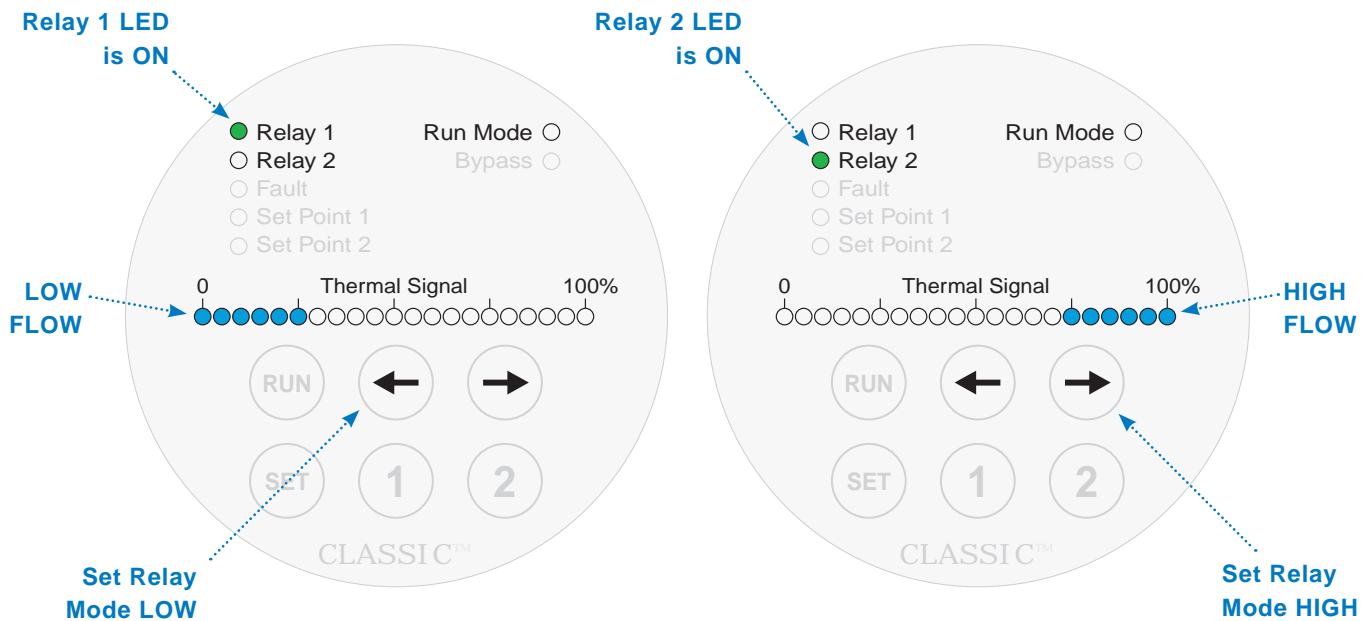 Relay 1 LED
is ON
Relay 1
Run Mode
Relay 2
Bypass
Fault
Set Point 1
Set Point 2
0 Thermal Signal 100%
LOW
FLOW
RUN
SET 1 2
CLASSIC™
Set Relay
Mode LOW
Relay 2 LED
is ON
Relay 1
Run Mode
Relay 2
Bypass
Fault
Set Point 1
Set Point 2
0 Thermal Signal 100%
HIGH
FLOW
RUN
SET 1 2
CLASSIC™
Set Relay
Mode HIGH